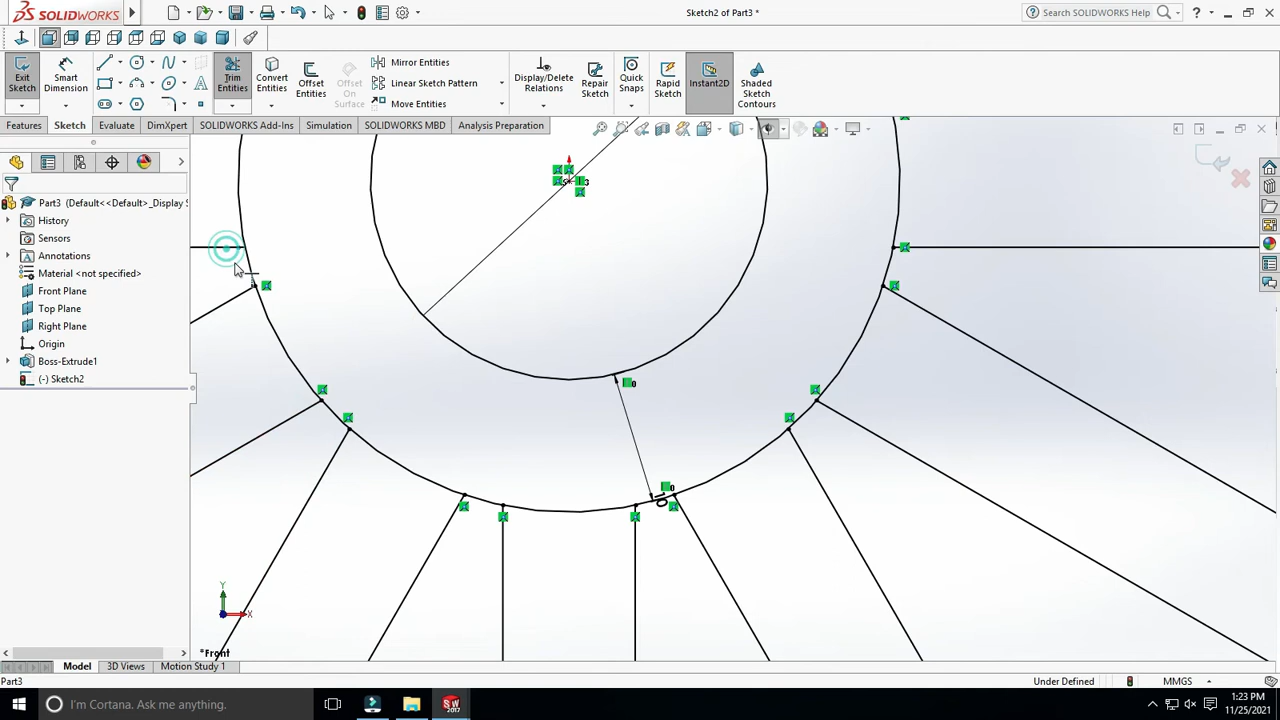 SOLIDWORKS
Sketch2 of Part3 *
Search SOLIDWORKS Help
Exit Sketch
Smart Dimension
Trim Entities
Convert Entities
Offset Entities
Offset On Surface
Mirror Entities
Linear Sketch Pattern
Move Entities
Display/Delete Relations
Repair Sketch
Quick Snaps
Rapid Sketch
Instant2D
Shaded Sketch Contours
Features
Sketch
Evaluate
DimXpert
SOLIDWORKS Add-Ins
Simulation
SOLIDWORKS MBD
Analysis Preparation
Part3 (Default<<Default>_Display S
History
Sensors
Annotations
Material <not specified>
Front Plane
Top Plane
Right Plane
Origin
Boss-Extrude1
(-) Sketch2
10
Y
X
*Front
Model
3D Views
Motion Study 1
Part3
Under Defined
MMGS
I'm Cortana. Ask me anything.
SW
2017
1:23 PM
11/25/2021